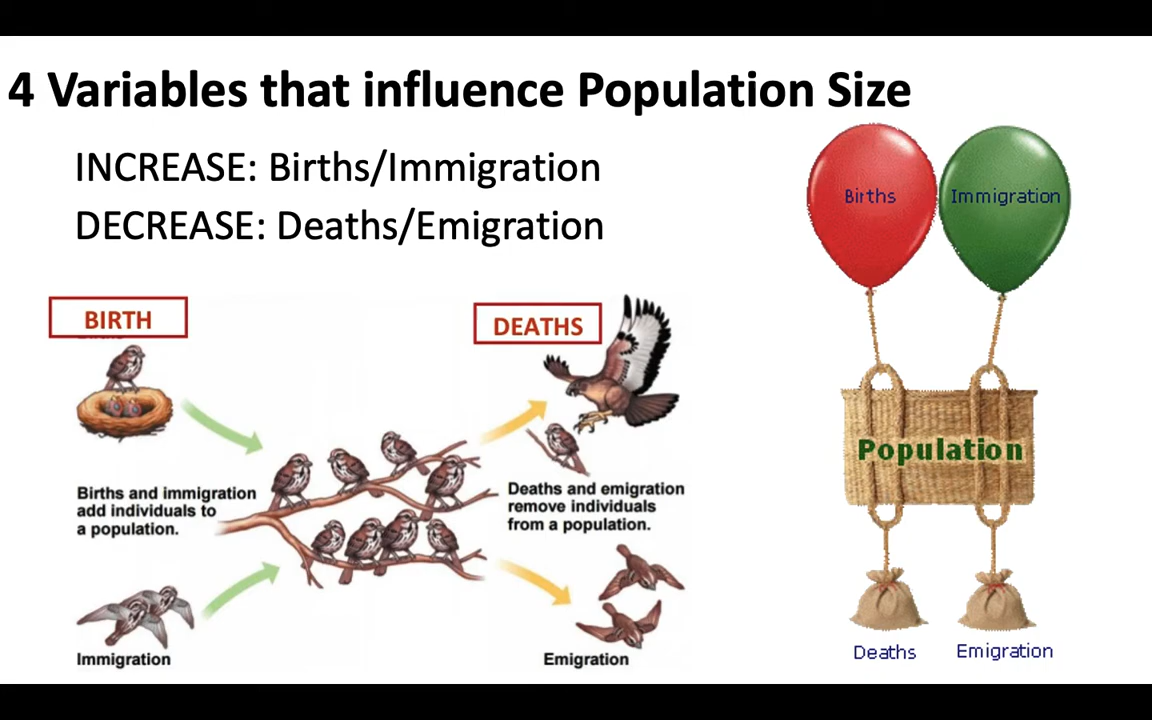 4 Variables that influence Population Size
INCREASE: Births/Immigration
DECREASE: Deaths/Emigration
BIRTH
DEATHS
Births and immigration
add individuals to
a population.
Deaths and emigration
remove individuals
from a population.
Immigration
Emigration
Births
Immigration
Population
Deaths
Emigration